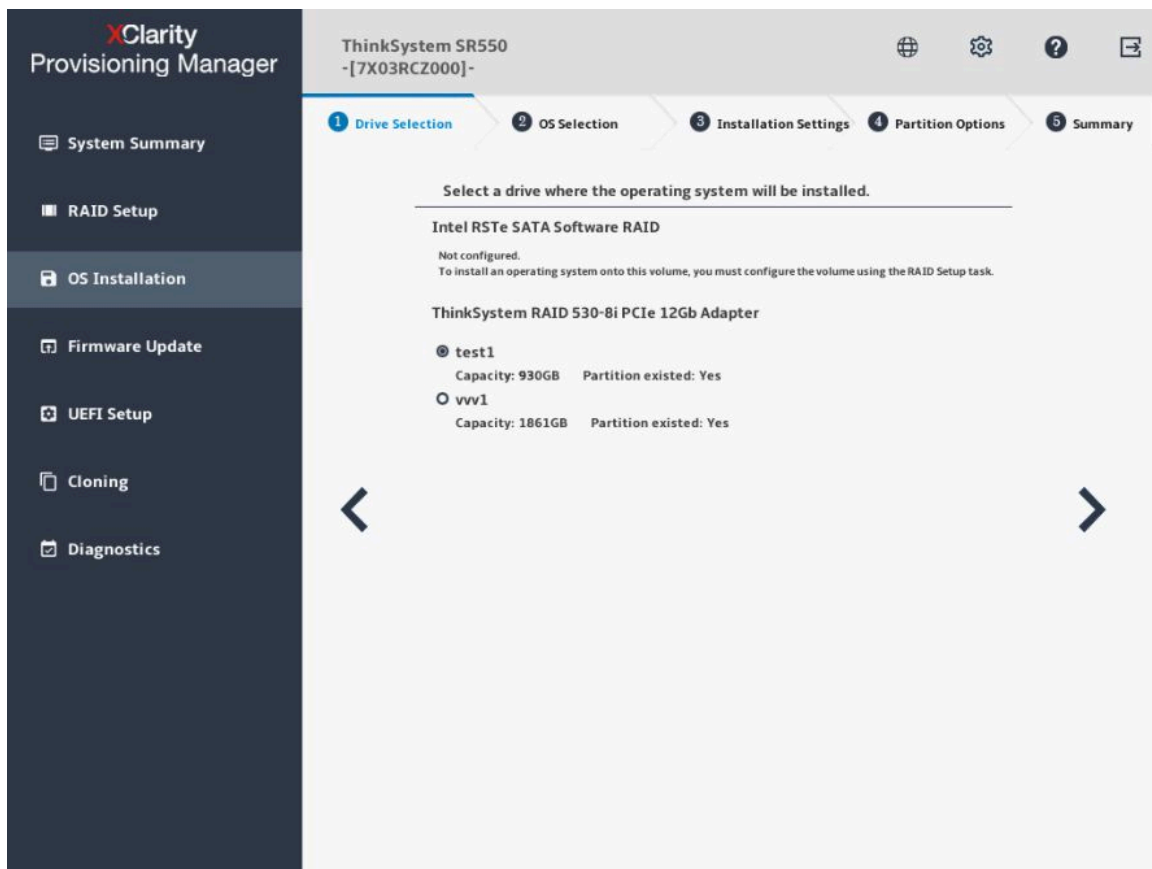 XClarity
Provisioning Manager
System Summary
RAID Setup
OS Installation
Firmware Update
UEFI Setup
Cloning
Diagnostics
ThinkSystem SR550
-[7X03RCZ000]-
1 Drive Selection
2 OS Selection
3 Installation Settings
4 Partition Options
5 Summary
Select a drive where the operating system will be installed.
Intel RSTe SATA Software RAID
Not configured.
To install an operating system onto this volume, you must configure the volume using the RAID Setup task.
ThinkSystem RAID 530-8i PCIe 12Gb Adapter
test1
Capacity: 930GB Partition existed: Yes
vvv1
Capacity: 1861GB Partition existed: Yes